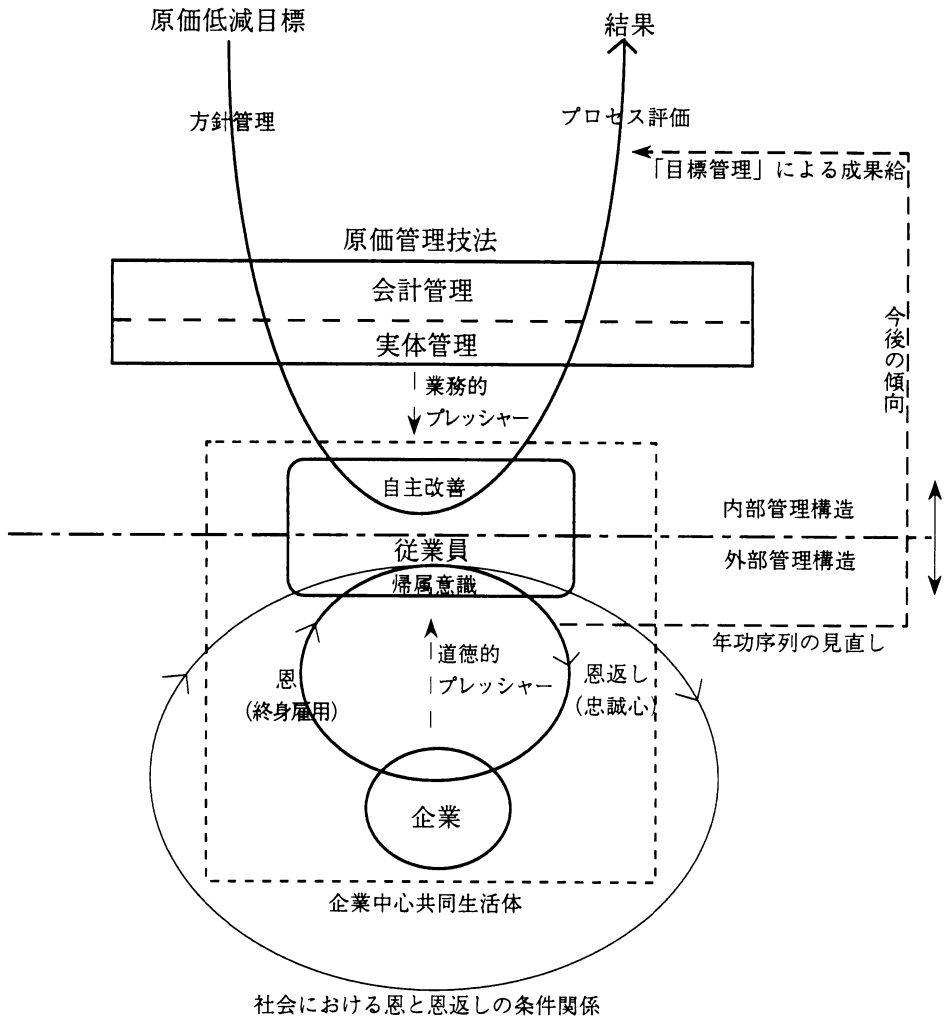 原価低減目標
結果
方針管理
プロセス評価
「目標管理」による成果給
原価管理技法
会計管理
実体管理
今後の傾向
業務的
プレッシャー
自主改善
内部管理構造
従業員
外部管理構造
帰属意識
年功序列の見直し
道徳的
プレッシャー
恩
(終身雇用)
恩返し
(忠誠心)
企業
企業中心共同生活体
社会における恩と恩返しの条件関係